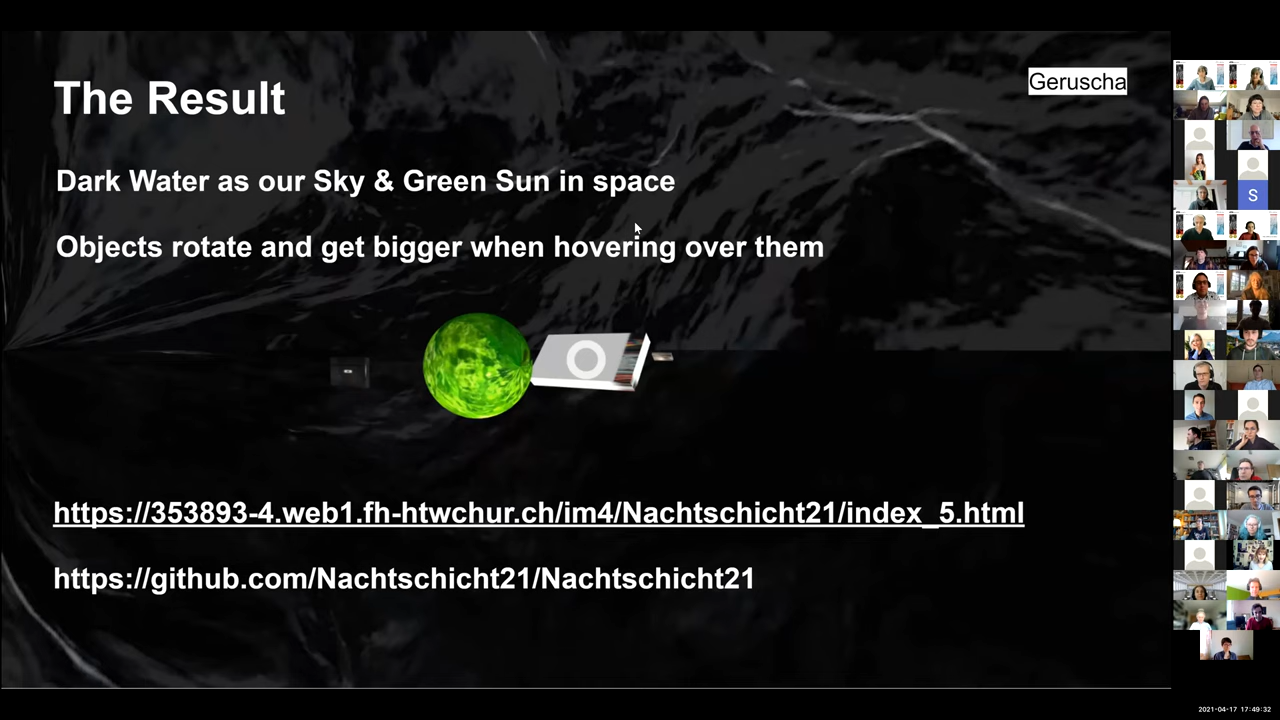 The Result
Geruscha
Dark Water as our Sky & Green Sun in space
Objects rotate and get bigger when hovering over them
https://353893-4.web1.fh-htwchur.ch/im4/Nachtschicht21/index_5.html
https://github.com/Nachtschicht21/Nachtschicht21
S
2021-04-17 17:49:32